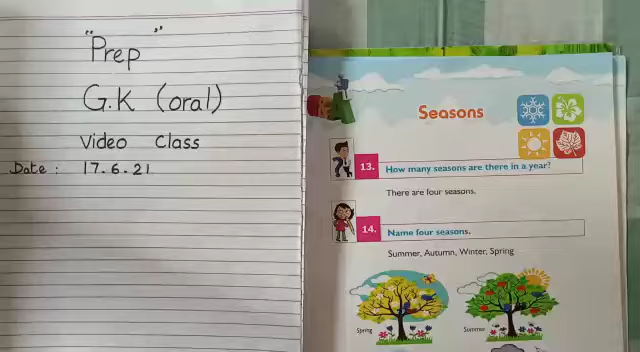 "Prep"
G.K (oral)
Video Class
Date : 17.6.21
Seasons
13. How many seasons are there in a year?
There are four seasons.
14. Name four seasons.
Summer, Autumn, Winter, Spring
Spring
Summer